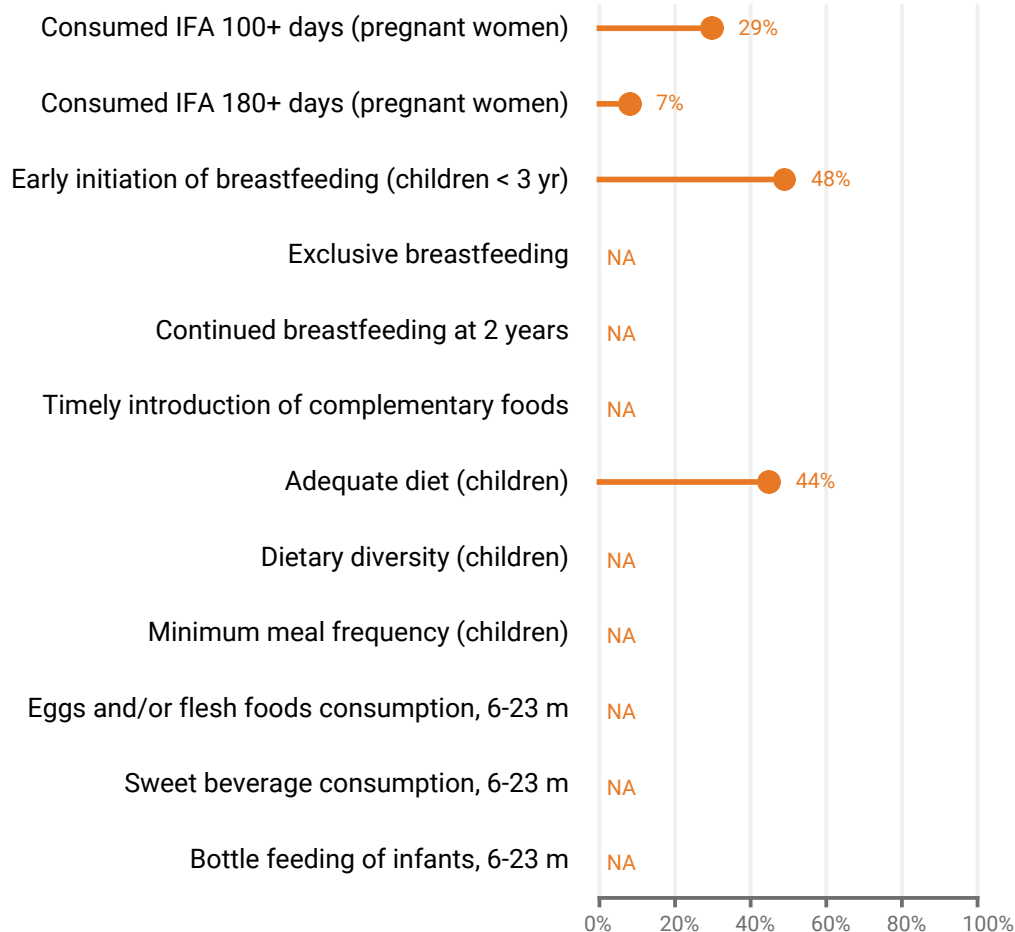 Consumed IFA 100+ days (pregnant women) 29%
Consumed IFA 180+ days (pregnant women) 7%
Early initiation of breastfeeding (children < 3 yr) 48%
Exclusive breastfeeding NA
Continued breastfeeding at 2 years NA
Timely introduction of complementary foods NA
Adequate diet (children) 44%
Dietary diversity (children) NA
Minimum meal frequency (children) NA
Eggs and/or flesh foods consumption, 6-23 m NA
Sweet beverage consumption, 6-23 m NA
Bottle feeding of infants, 6-23 m NA
0% 20% 40% 60% 80% 100%